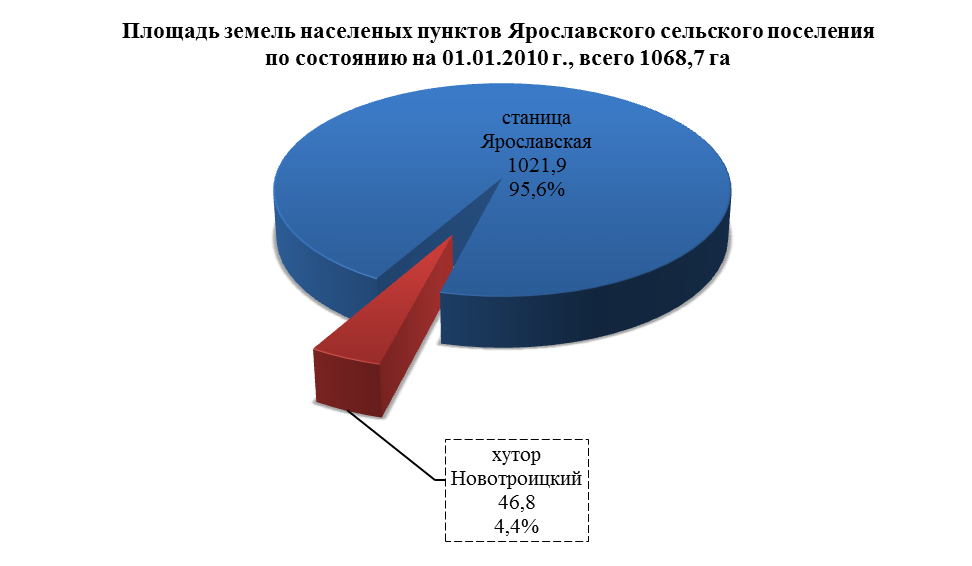 Площадь земель населеных пунктов Ярославского сельского поселения
по состоянию на 01.01.2010 г., всего 1068,7 га
станица
Ярославская
1021,9
95,6%
хутор
Новотроицкий
46,8
4,4%